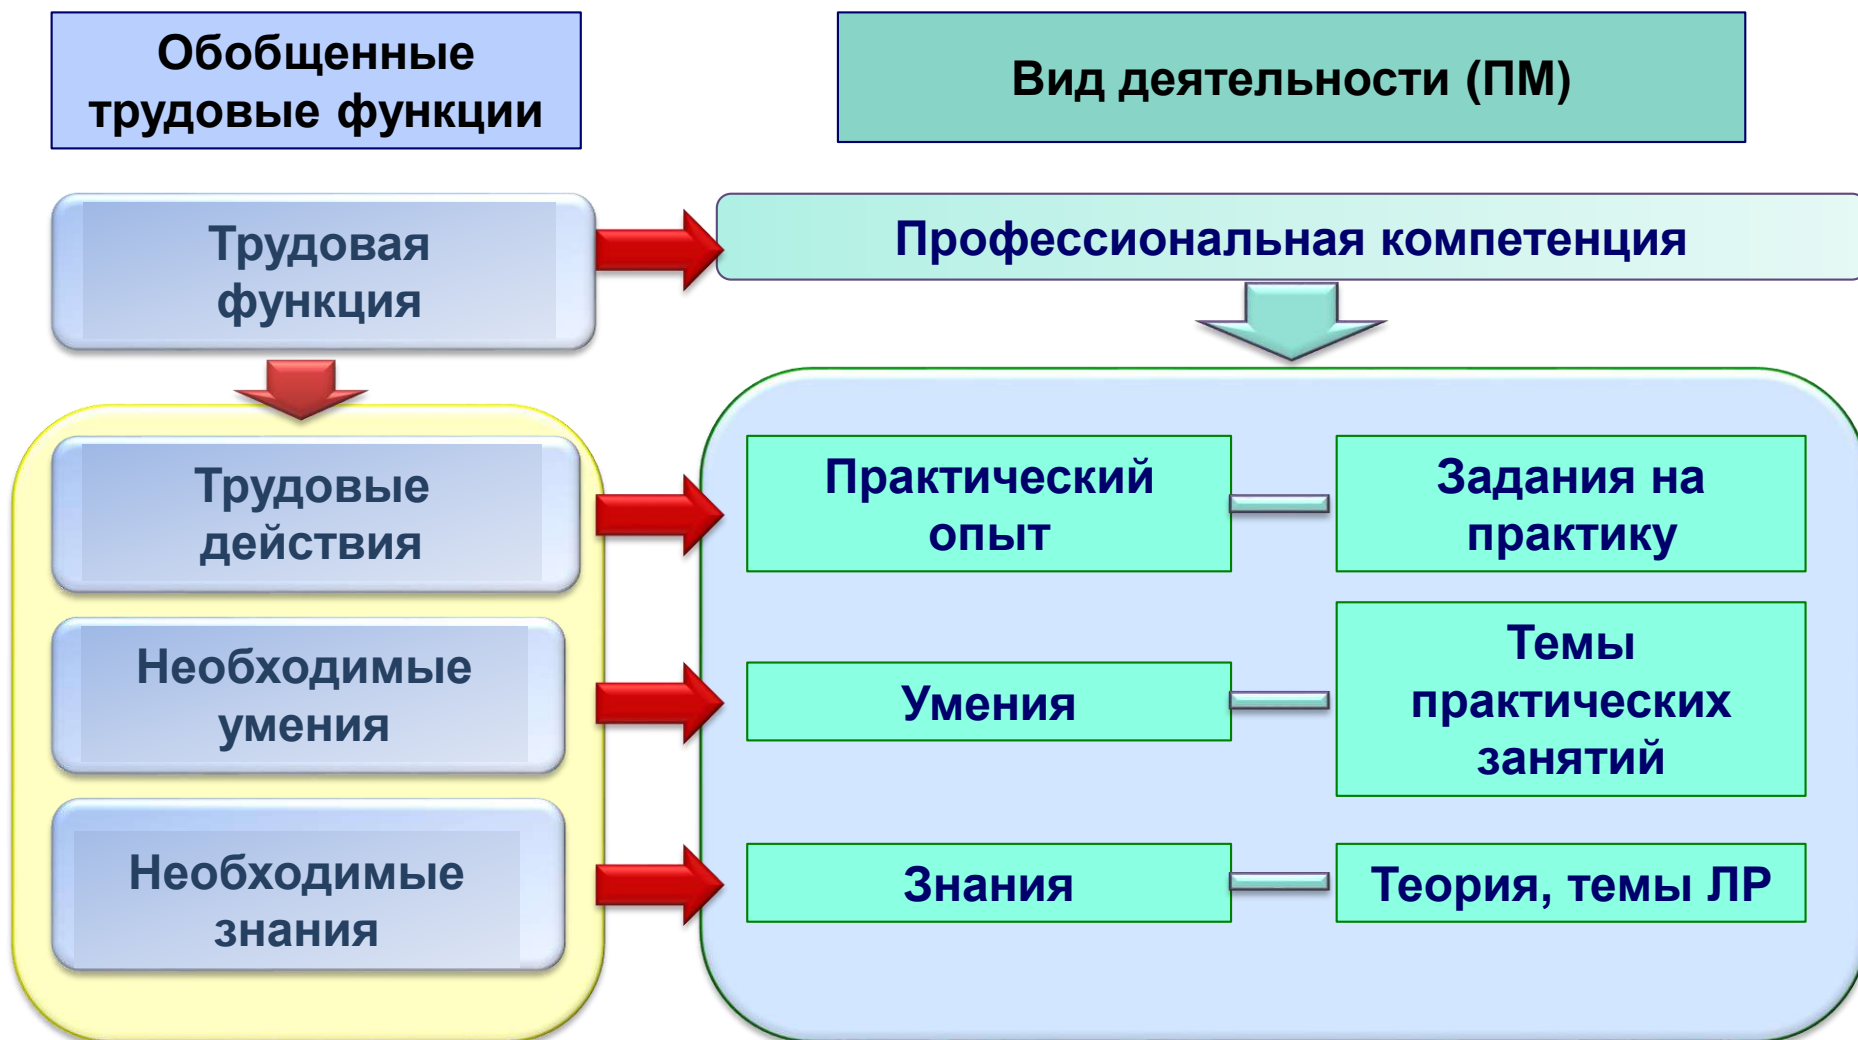 Обобщенные
трудовые функции
Вид деятельности (ПМ)
Трудовая
функция
Профессиональная компетенция
Трудовые
действия
Практический
опыт
Задания на
практику
Необходимые
умения
Умения
Темы
практических
занятий
Необходимые
знания
Знания
Теория, темы ЛР